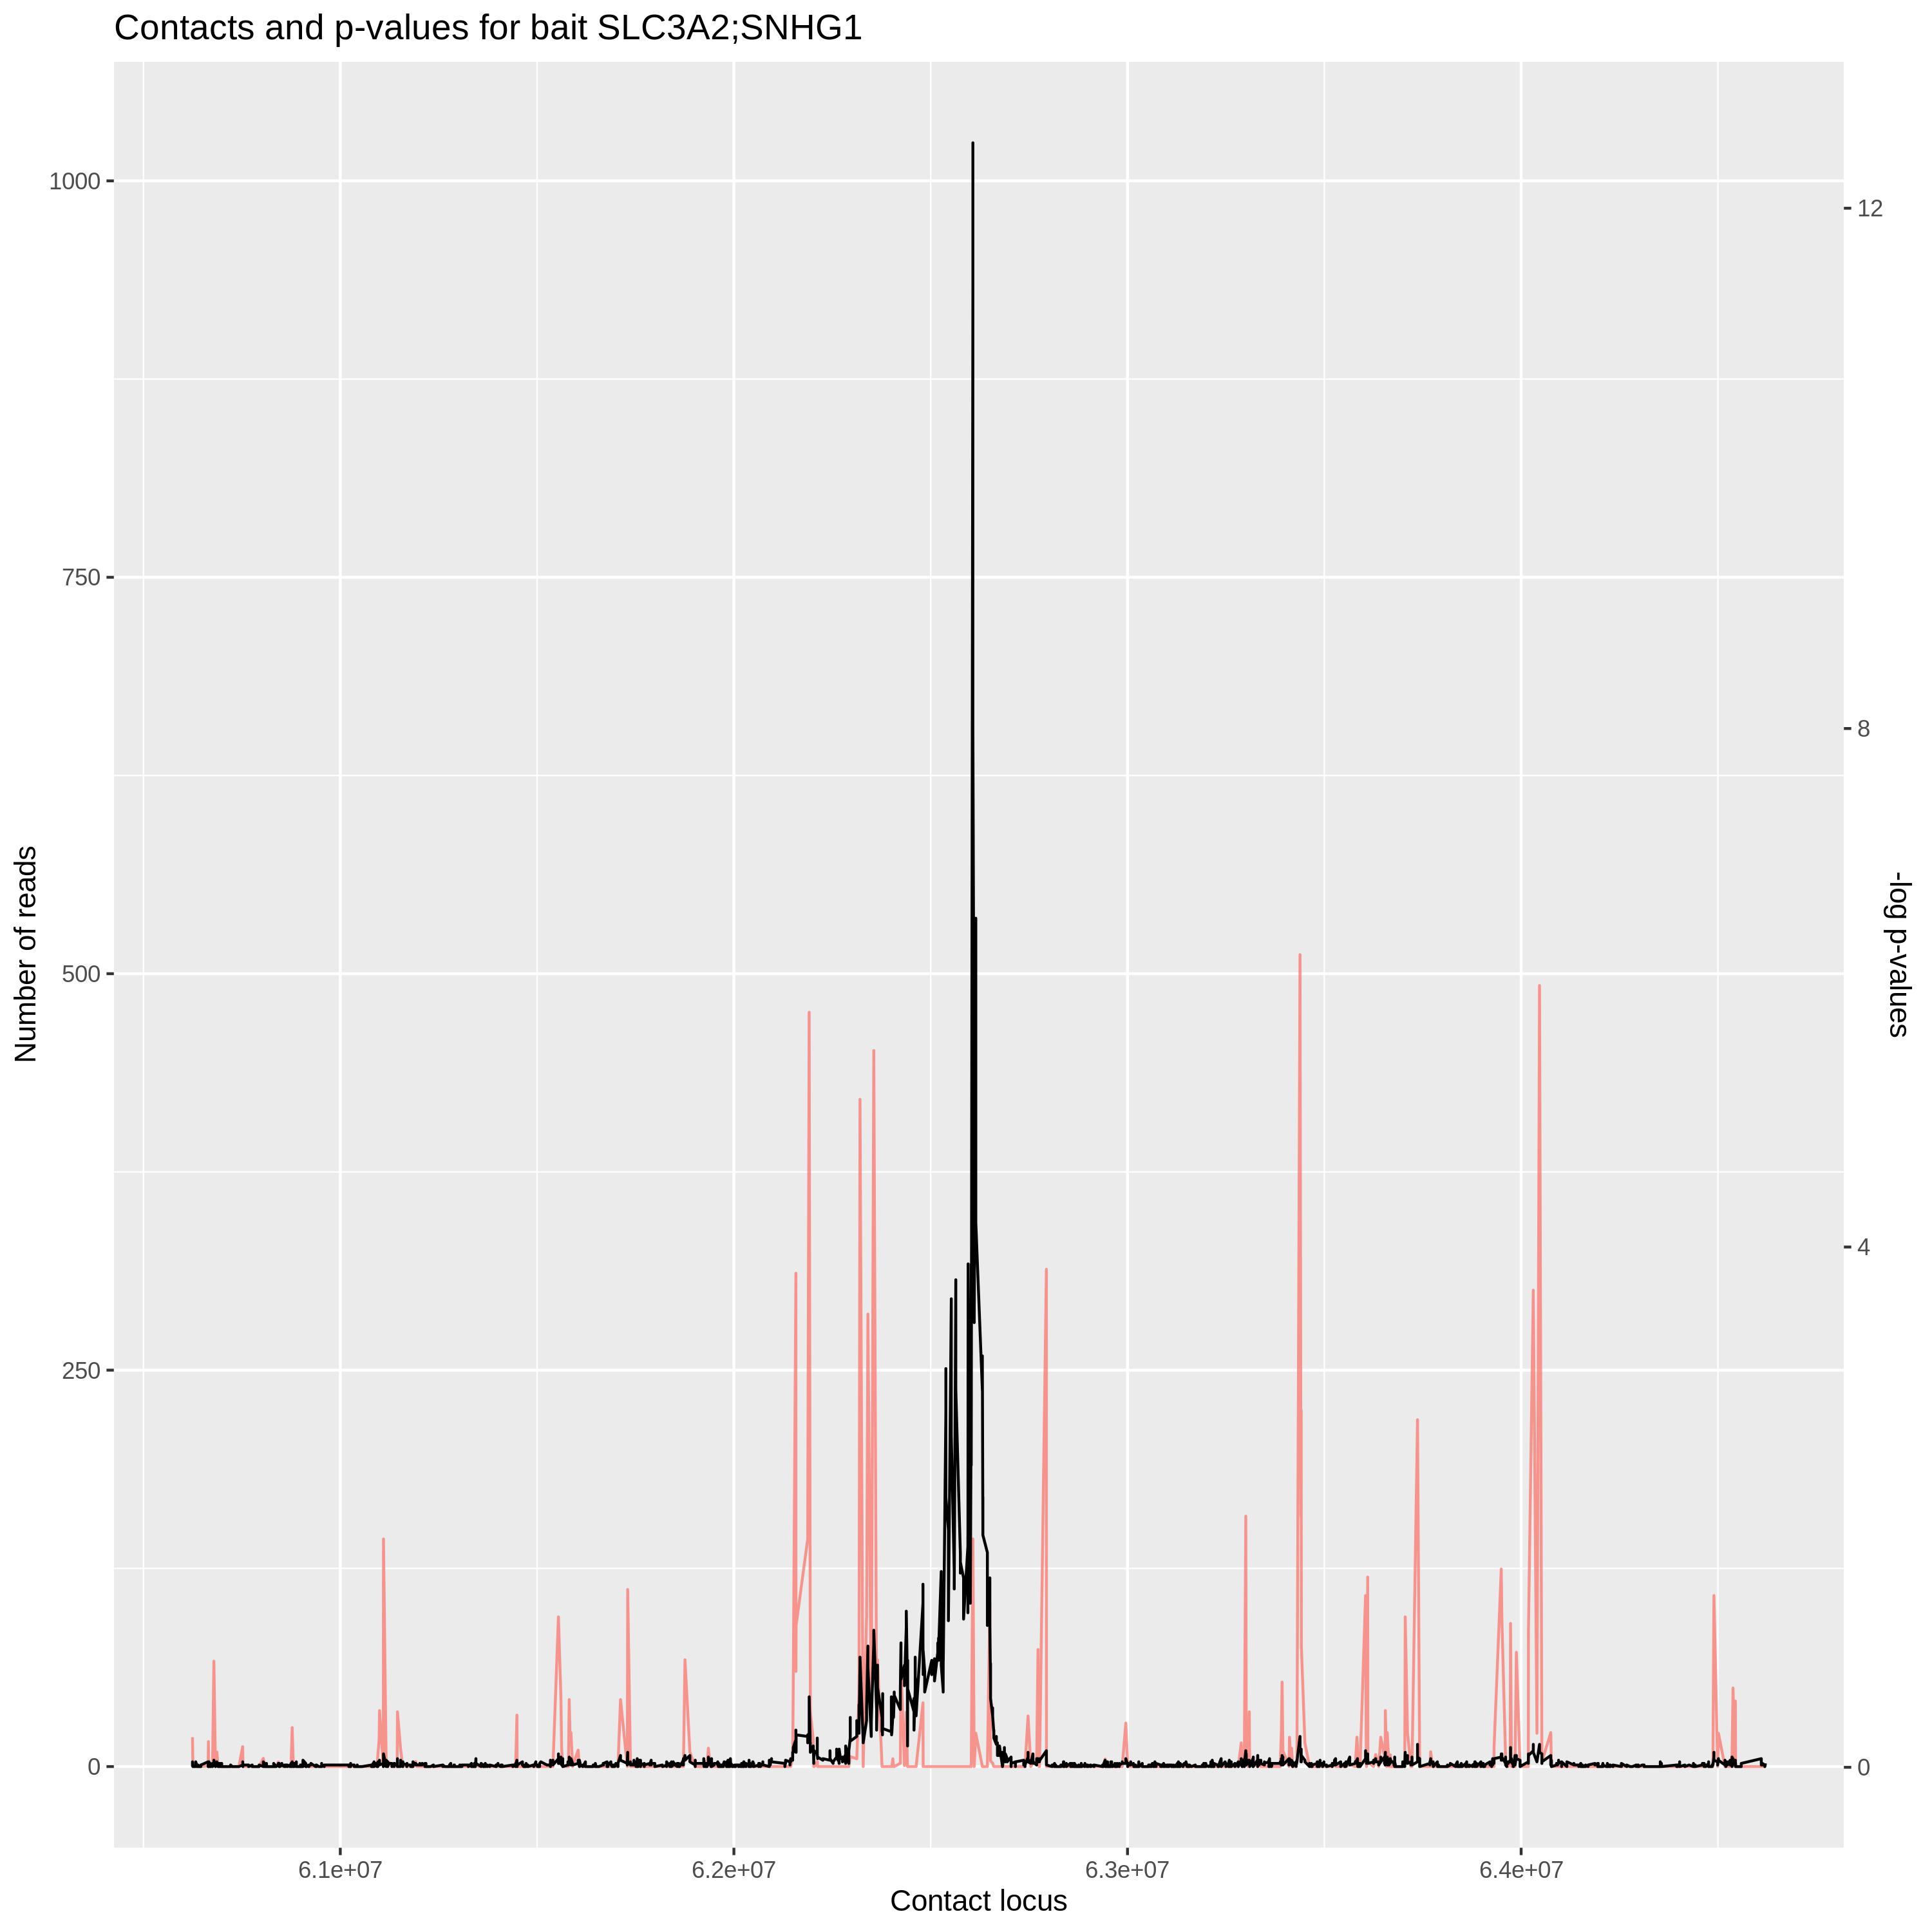 Contacts and p-values for bait SLC3A2;SNHG1
1000
750
500
250
0
Number of reads
12
8
4
0
-log p-values
6.1e+07
6.2e+07
6.3e+07
6.4e+07
Contact locus